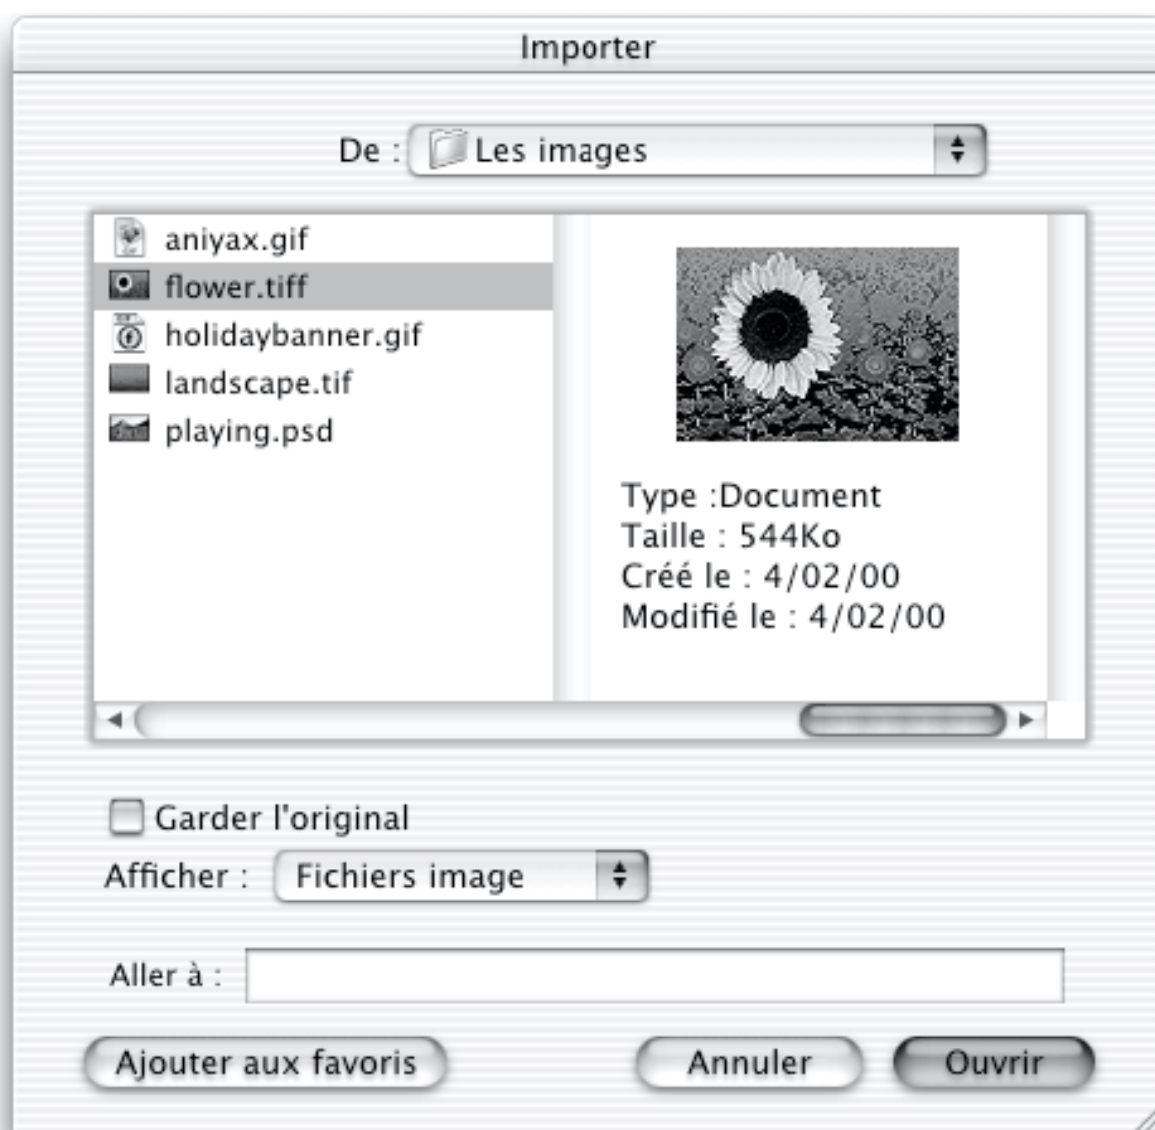 Importer
De : Les images
aniyax.gif
flower.tiff
holidaybanner.gif
landscape.tif
playing.psd
Type :Document
Taille : 544Ko
Créé le : 4/02/00
Modifié le : 4/02/00
Garder l'original
Afficher : Fichiers image
Aller à :
Ajouter aux favoris Annuler Ouvrir